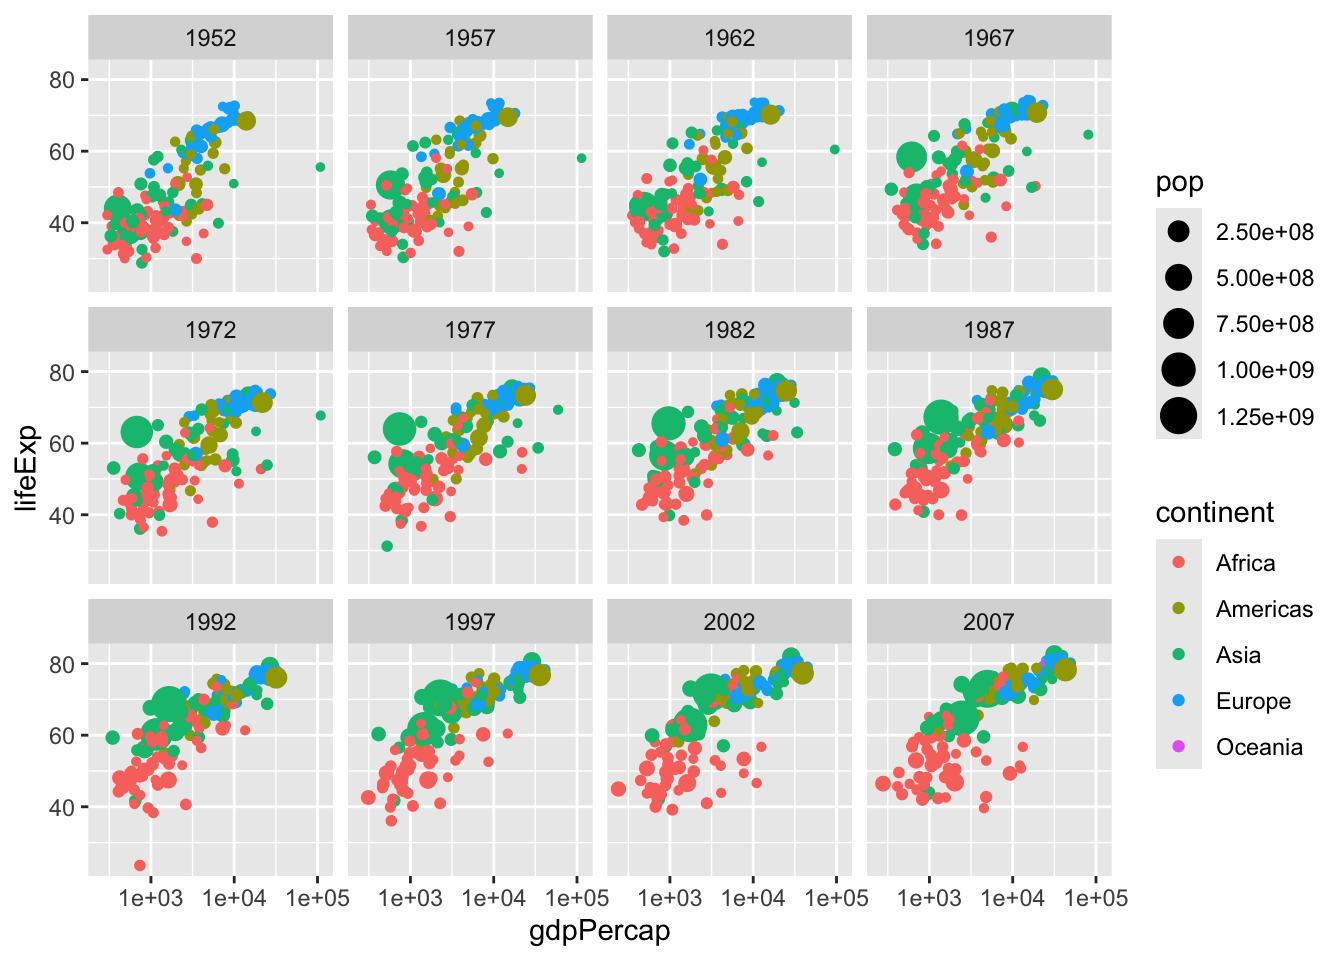 1952 1957 1962 1967
80
60
40
1972 1977 1982 1987
80
60
40
1992 1997 2002 2007
80
60
40
1e+03 1e+04 1e+05 1e+03 1e+04 1e+05 1e+03 1e+04 1e+05 1e+03 1e+04 1e+05
gdpPercap
lifeExp
pop
2.50e+08
5.00e+08
7.50e+08
1.00e+09
1.25e+09
continent
Africa
Americas
Asia
Europe
Oceania